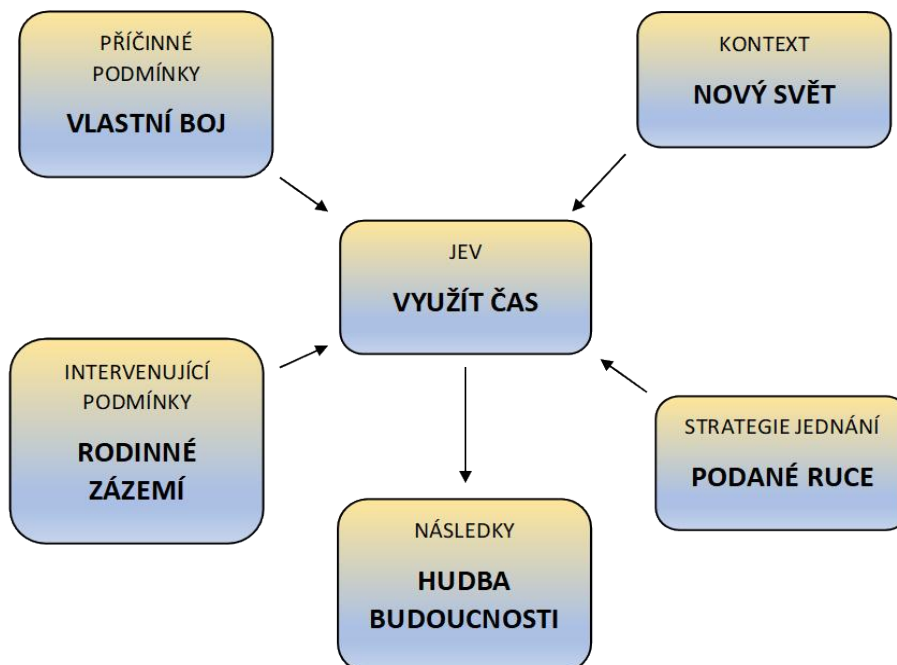 PŘÍČINNÉ
PODMÍNKY
VLASTNÍ BOJ
KONTEXT
NOVÝ SVĚT
JEV
VYUŽÍT ČAS
INTERVENUJÍCÍ
PODMÍNKY
RODINNÉ
ZÁZEMÍ
STRATEGIE JEDNÁNÍ
PODANÉ RUCE
NÁSLEDKY
HUDBA
BUDOUCNOSTI